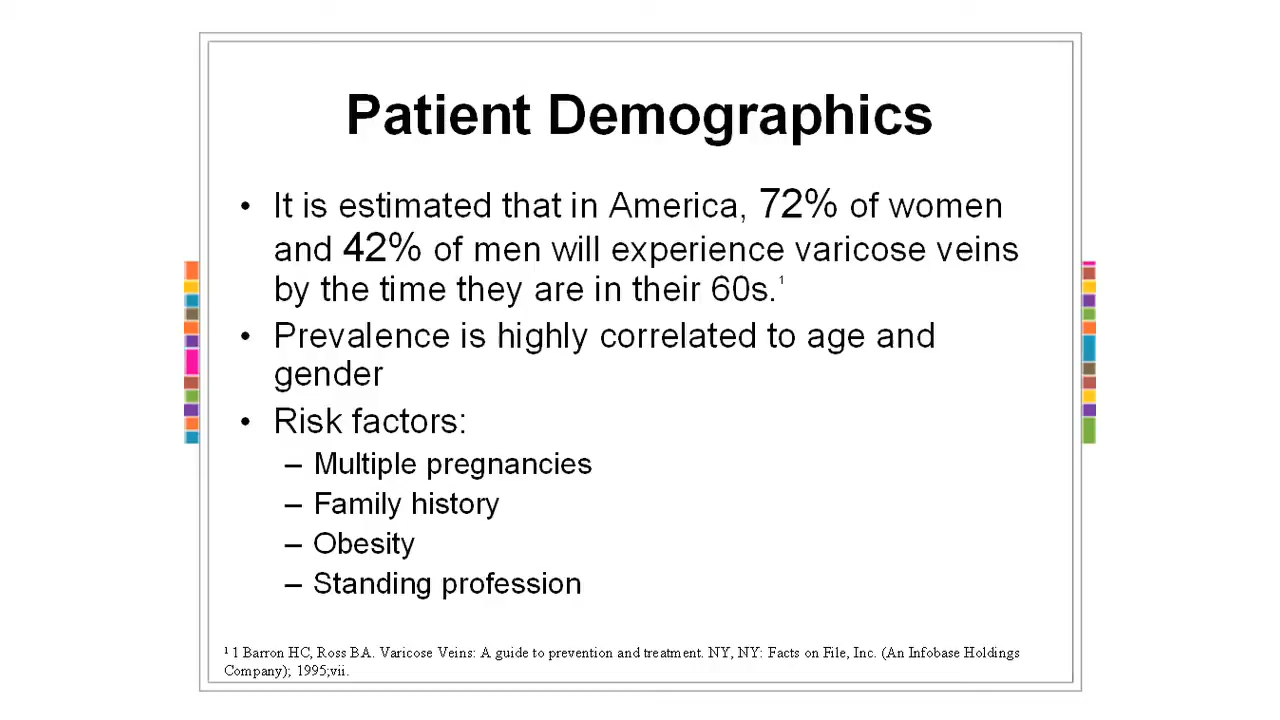 Patient Demographics
• It is estimated that in America, 72% of women
and 42% of men will experience varicose veins
by the time they are in their 60s.¹
• Prevalence is highly correlated to age and
gender
• Risk factors:
– Multiple pregnancies
– Family history
– Obesity
– Standing profession
¹ 1 Barron HC, Ross BA. Varicose Veins: A guide to prevention and treatment. NY, NY: Facts on File, Inc. (An Infobase Holdings
Company); 1995;vii.